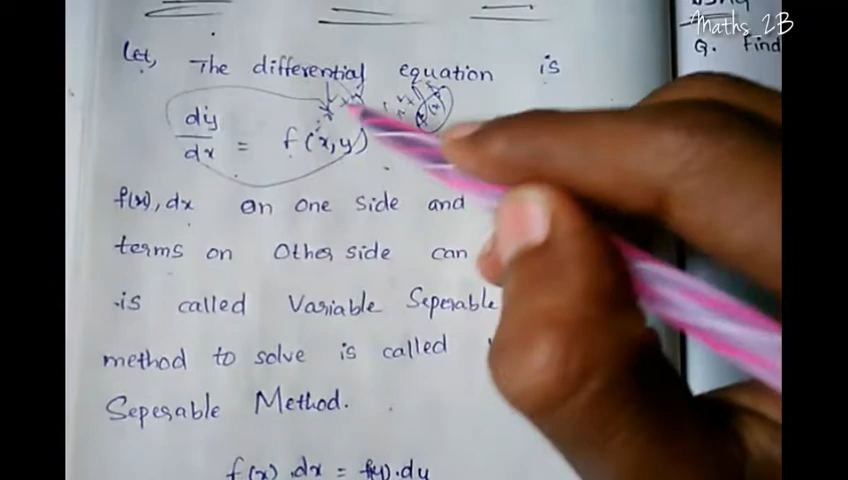 Maths 2B
Q. Find
Let, The differential equation is
dy/dx = f(x,y)
f(x), dx on one side and
terms on Other side can
is called Variable Seperable
method to solve is called
Seperable Method.
f(x).dx = f(y).dy